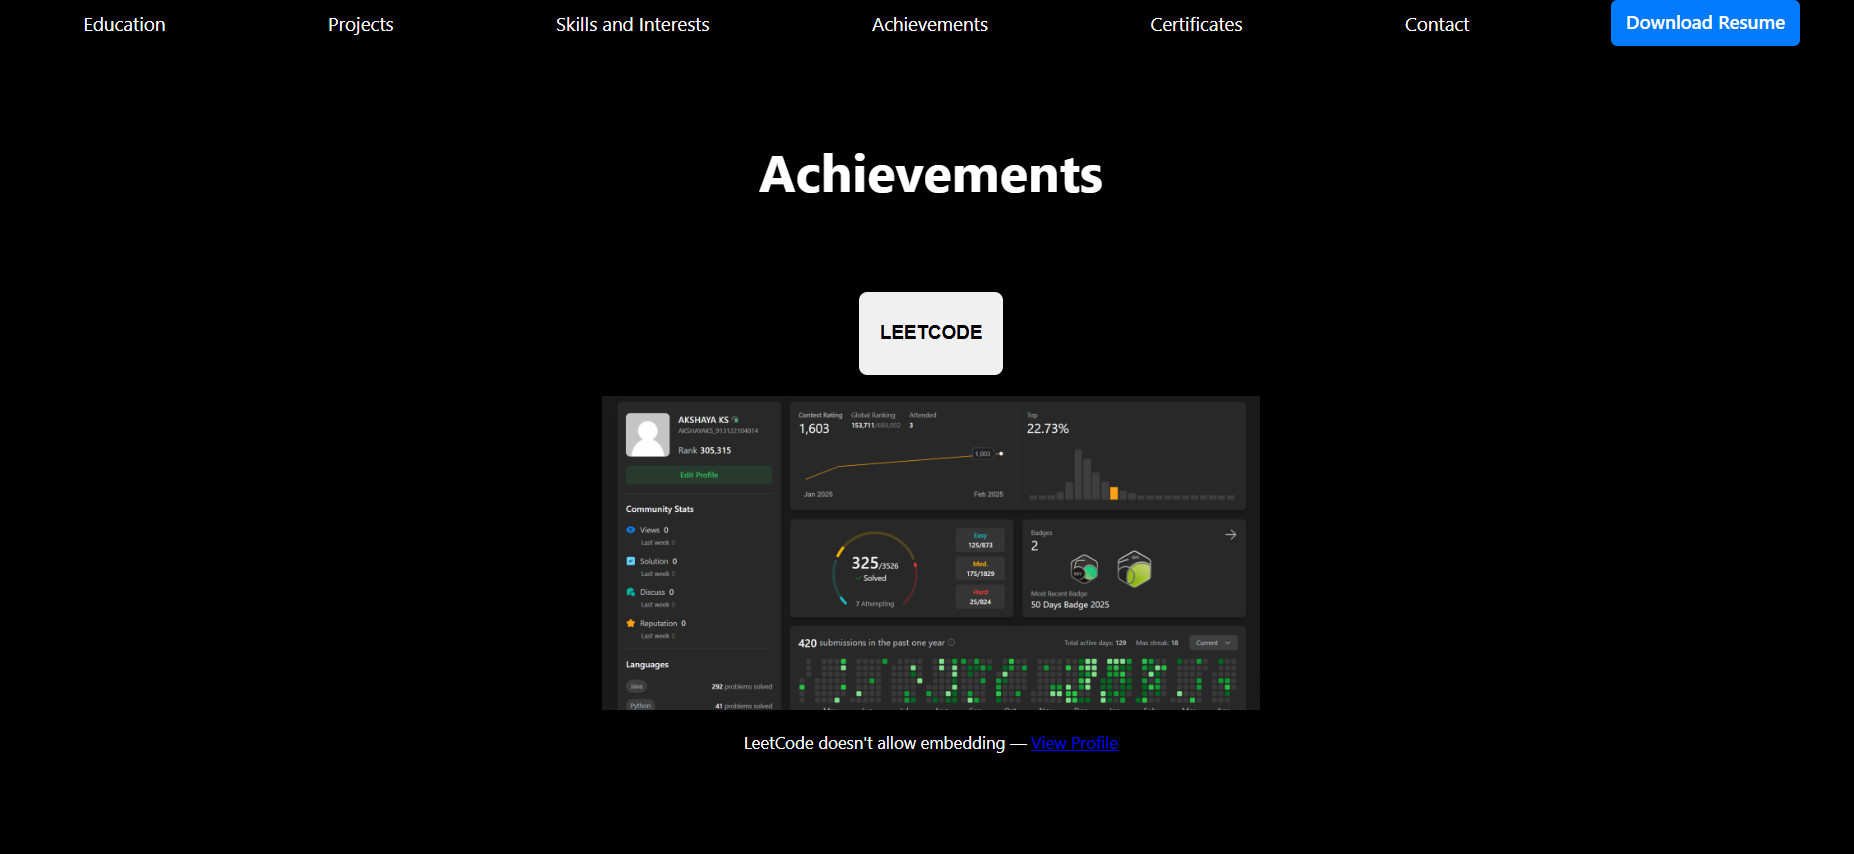 Education Projects Skills and Interests Achievements Certificates Contact Download Resume
Achievements
LEETCODE
AKSHAYA KS
AKSHAYAKS_913122104014
Rank 305,315
Edit Profile
Community Stats
Views 0
Last week 0
Solution 0
Last week 0
Discuss 0
Last week 0
Reputation 0
Last week 0
Languages
Java 292 problems solved
Python 41 problems solved
Contest Rating Global Ranking Attended
1,603 153,711/689,002 3
1,603
Jan 2025 Feb 2025
Top
22.73%
325/3526
Solved
7 Attempting
Easy
125/873
Med.
175/1829
Hard
25/824
Badges
2
Most Recent Badge
50 Days Badge 2025
420 submissions in the past one year Total active days: 129 Max streak: 18 Current
LeetCode doesn't allow embedding — View Profile